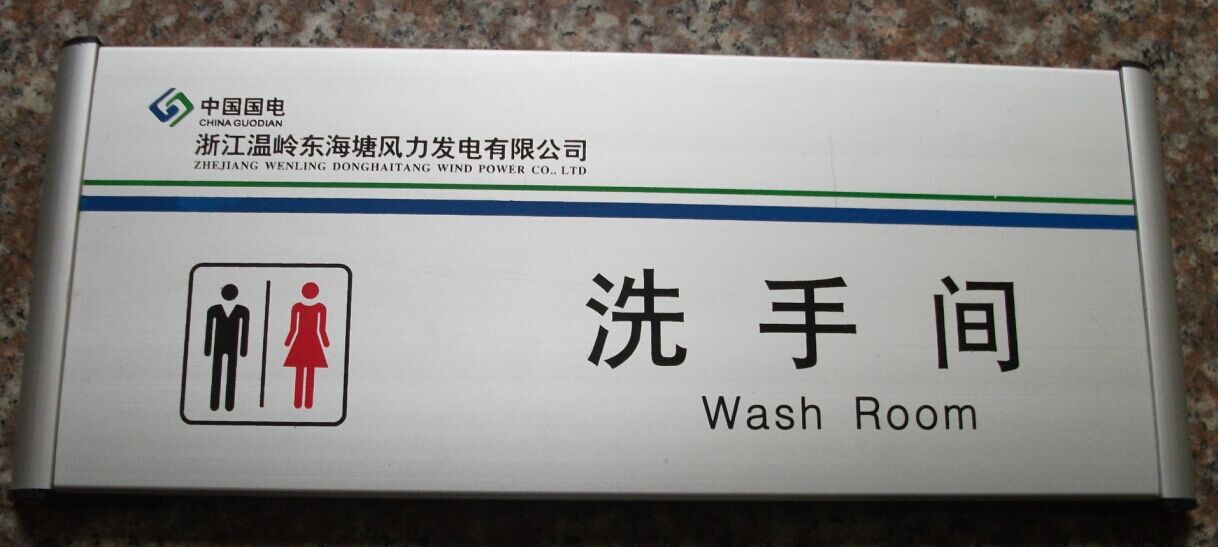 中国国电
CHINA GUODIAN
浙江温岭东海塘风力发电有限公司
ZHEJIANG WENLING DONGHAITANG WIND POWER CO., LTD
洗手间
Wash Room